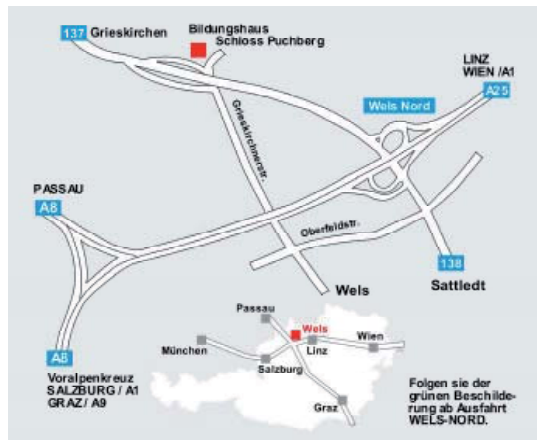 137 Grieskirchen
Bildungshaus
Schloss Puchberg
LINZ
WIEN /A1
A25
Wels Nord
Grieskirchnerstr.
PASSAU
A8
Oberfeldstr.
138
Sattledt
Wels
A8
Voralpenkreuz
SALZBURG / A1
GRAZ / A9
Passau
Wels
München
Linz
Wien
Salzburg
Graz
Folgen sie der
grünen Beschilde-
rung ab Ausfahrt
WELS-NORD.